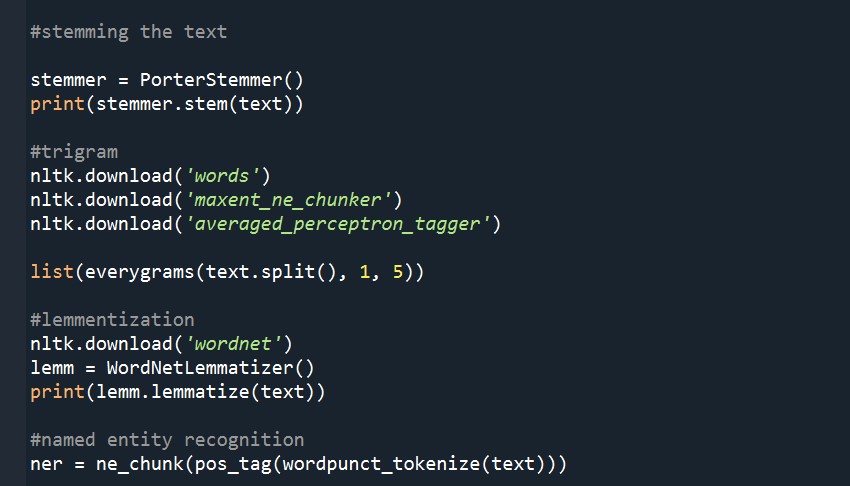 #stemming the text
stemmer = PorterStemmer()
print(stemmer.stem(text))
#trigram
nltk.download('words')
nltk.download('maxent_ne_chunker')
nltk.download('averaged_perceptron_tagger')
list(everygrams(text.split(), 1, 5))
#lemmentization
nltk.download('wordnet')
lemm = WordNetLemmatizer()
print(lemm.lemmatize(text))
#named entity recognition
ner = ne_chunk(pos_tag(wordpunct_tokenize(text)))